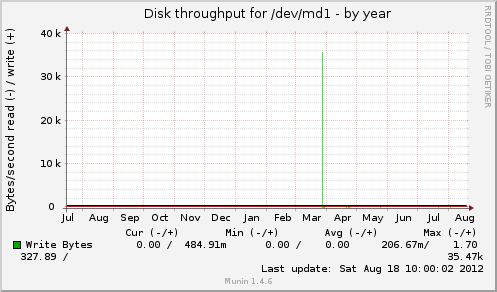 Disk throughput for /dev/md1 - by year
RRDTOOL / TOBI OETIKER
Bytes/second read (-) / write (+)
40 k
30 k
20 k
10 k
0
Jul Aug Sep Oct Nov Dec Jan Feb Mar Apr May Jun Jul Aug
Cur (-/+) Min (-/+) Avg (-/+) Max (-/+)
Write Bytes 0.00 / 484.91m 0.00 / 0.00 206.67m/ 1.70
327.89 / 35.47k
Last update: Sat Aug 18 10:00:02 2012
Munin 1.4.6